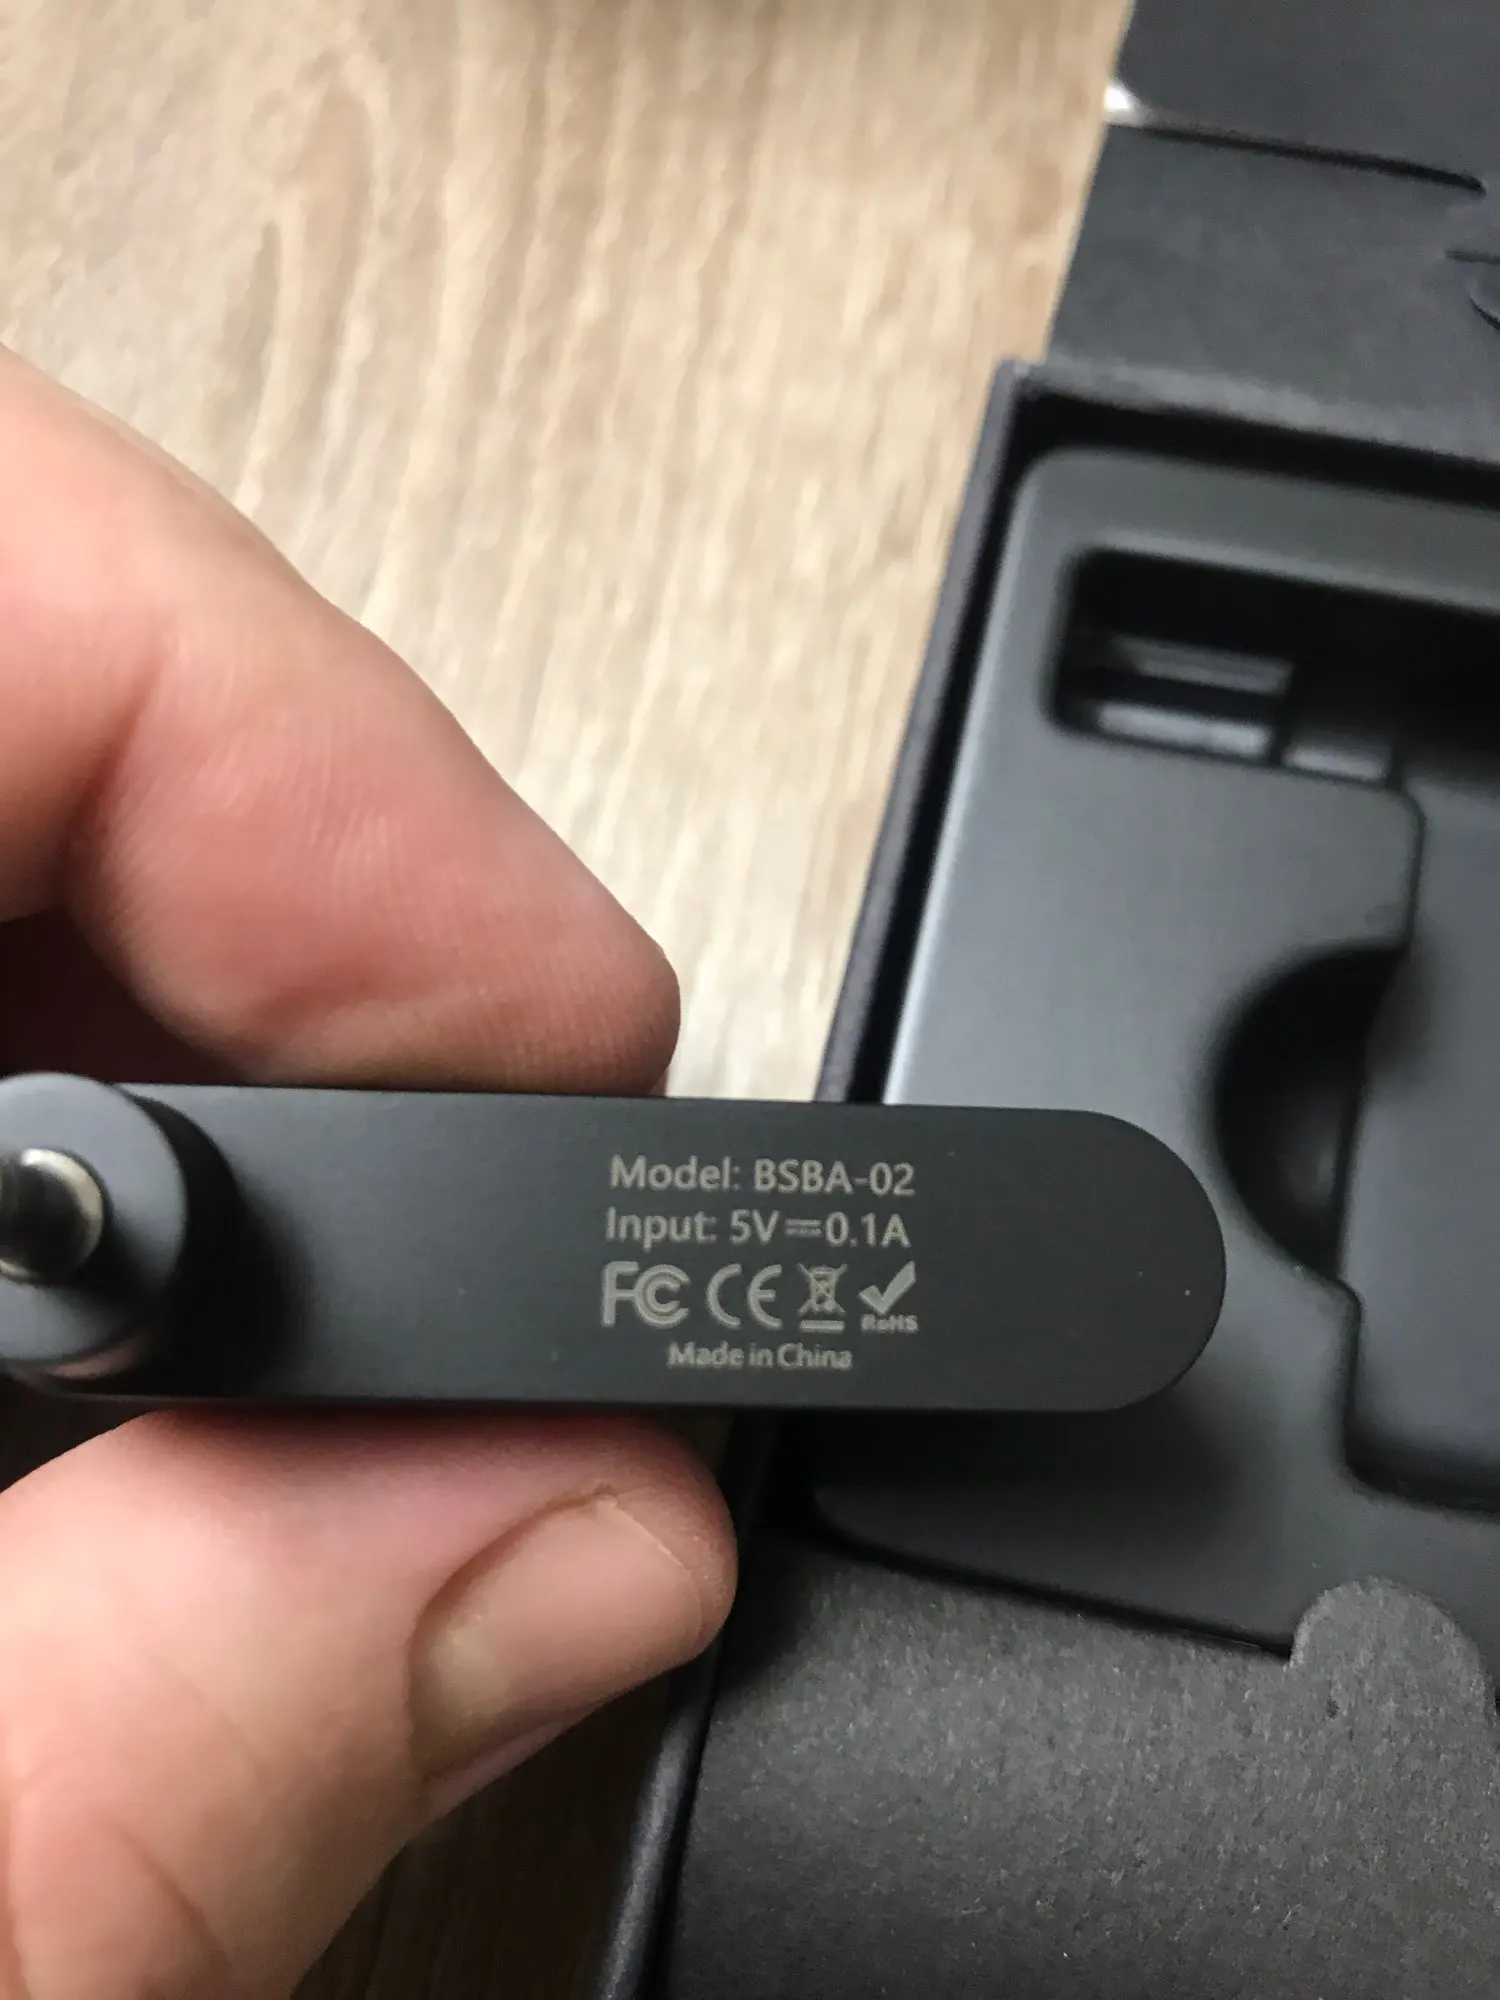 Model: BSBA-02
Input: 5V⎓0.1A
FC CE RoHS
Made in China